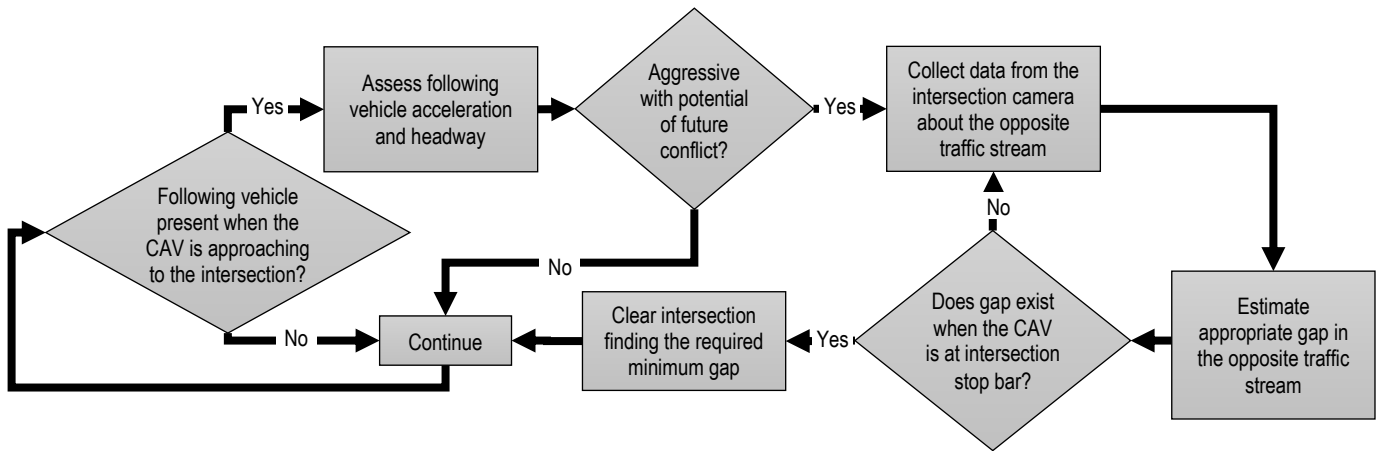 Following vehicle
present when the
CAV is approaching
to the intersection?
Yes
Assess following
vehicle acceleration
and headway
Aggressive
with potential
of future
conflict?
Yes
Collect data from the
intersection camera
about the opposite
traffic stream
No
No
Continue
No
Clear intersection
finding the required
minimum gap
Yes
Does gap exist
when the CAV
is at intersection
stop bar?
Estimate
appropriate gap in
the opposite traffic
stream